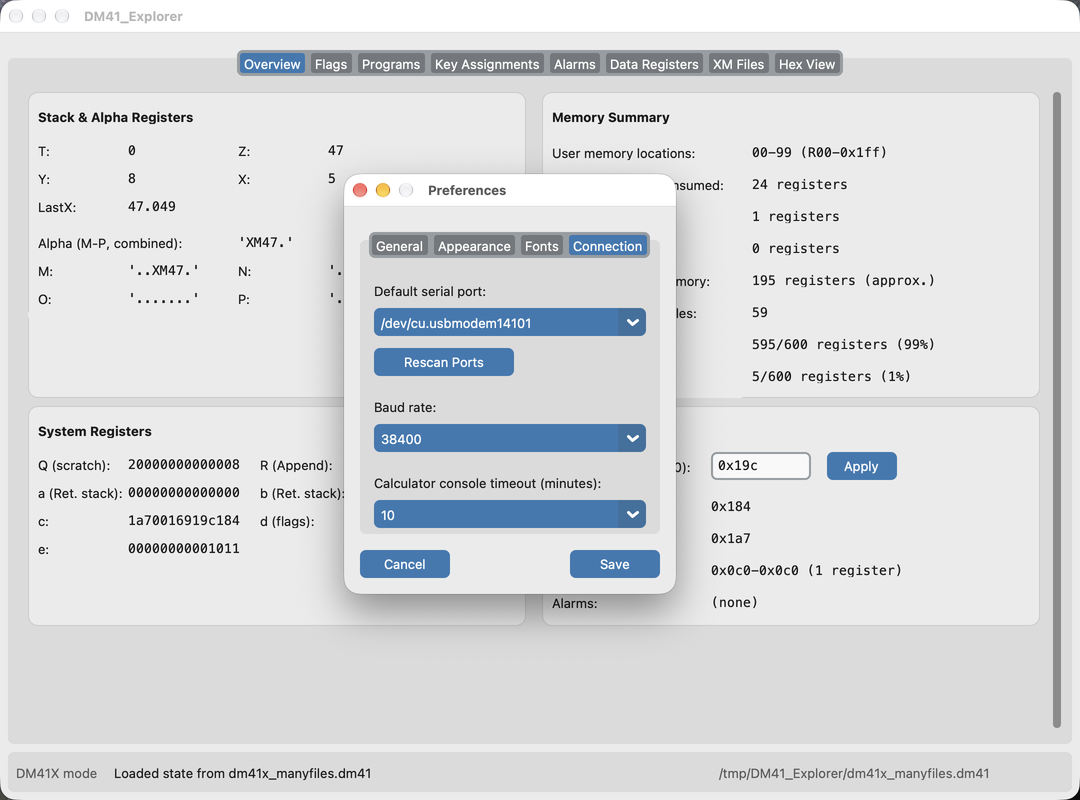 DM41_Explorer
Overview Flags Programs Key Assignments Alarms Data Registers XM Files Hex View
Stack & Alpha Registers
T: 0 Z: 47
Y: 8 X: 5
LastX: 47.049
Alpha (M-P, combined): 'XM47.'
M: '..XM47.' N: '.
O: '.......' P: '.
Memory Summary
User memory locations: 00-99 (R00-0x1ff)
24 registers
1 registers
0 registers
195 registers (approx.)
59
595/600 registers (99%)
5/600 registers (1%)
Preferences
General Appearance Fonts Connection
Default serial port:
/dev/cu.usbmodem14101
Rescan Ports
Baud rate:
38400
Calculator console timeout (minutes):
10
Cancel Save
System Registers
Q (scratch): 20000000000008 R (Append):
a (Ret. stack): 00000000000000 b (Ret. stack):
c: 1a70016919c184 d (flags):
e: 00000000001011
0): 0x19c Apply
0x184
0x1a7
0x0c0-0x0c0 (1 register)
Alarms: (none)
DM41X mode Loaded state from dm41x_manyfiles.dm41 /tmp/DM41_Explorer/dm41x_manyfiles.dm41